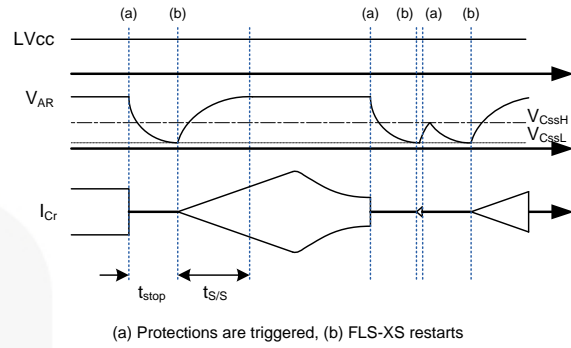 (a) (b) (a) (b) (a) (b)
LVcc
VAR
VCssH
VCssL
ICr
tstop tS/S
(a) Protections are triggered, (b) FLS-XS restarts